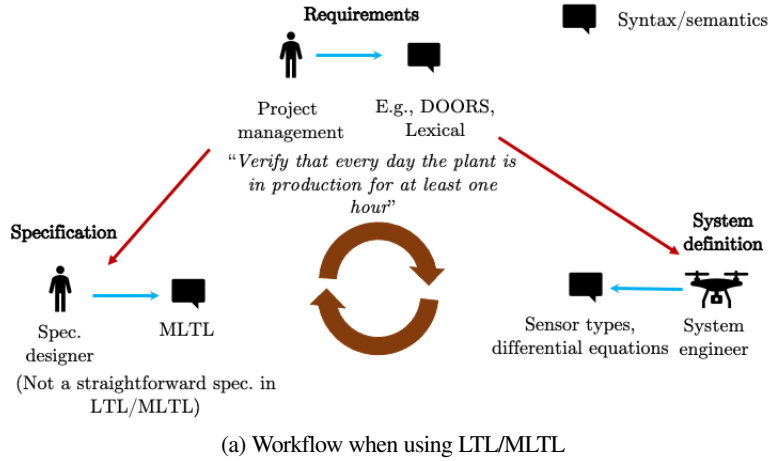 Requirements
Syntax/semantics
Project
management
E.g., DOORS,
Lexical
“Verify that every day the plant is
in production for at least one
hour”
Specification
System
definition
Spec.
designer
MLTL
(Not a straightforward spec. in
LTL/MLTL)
Sensor types,
differential equations
System
engineer
(a) Workflow when using LTL/MLTL